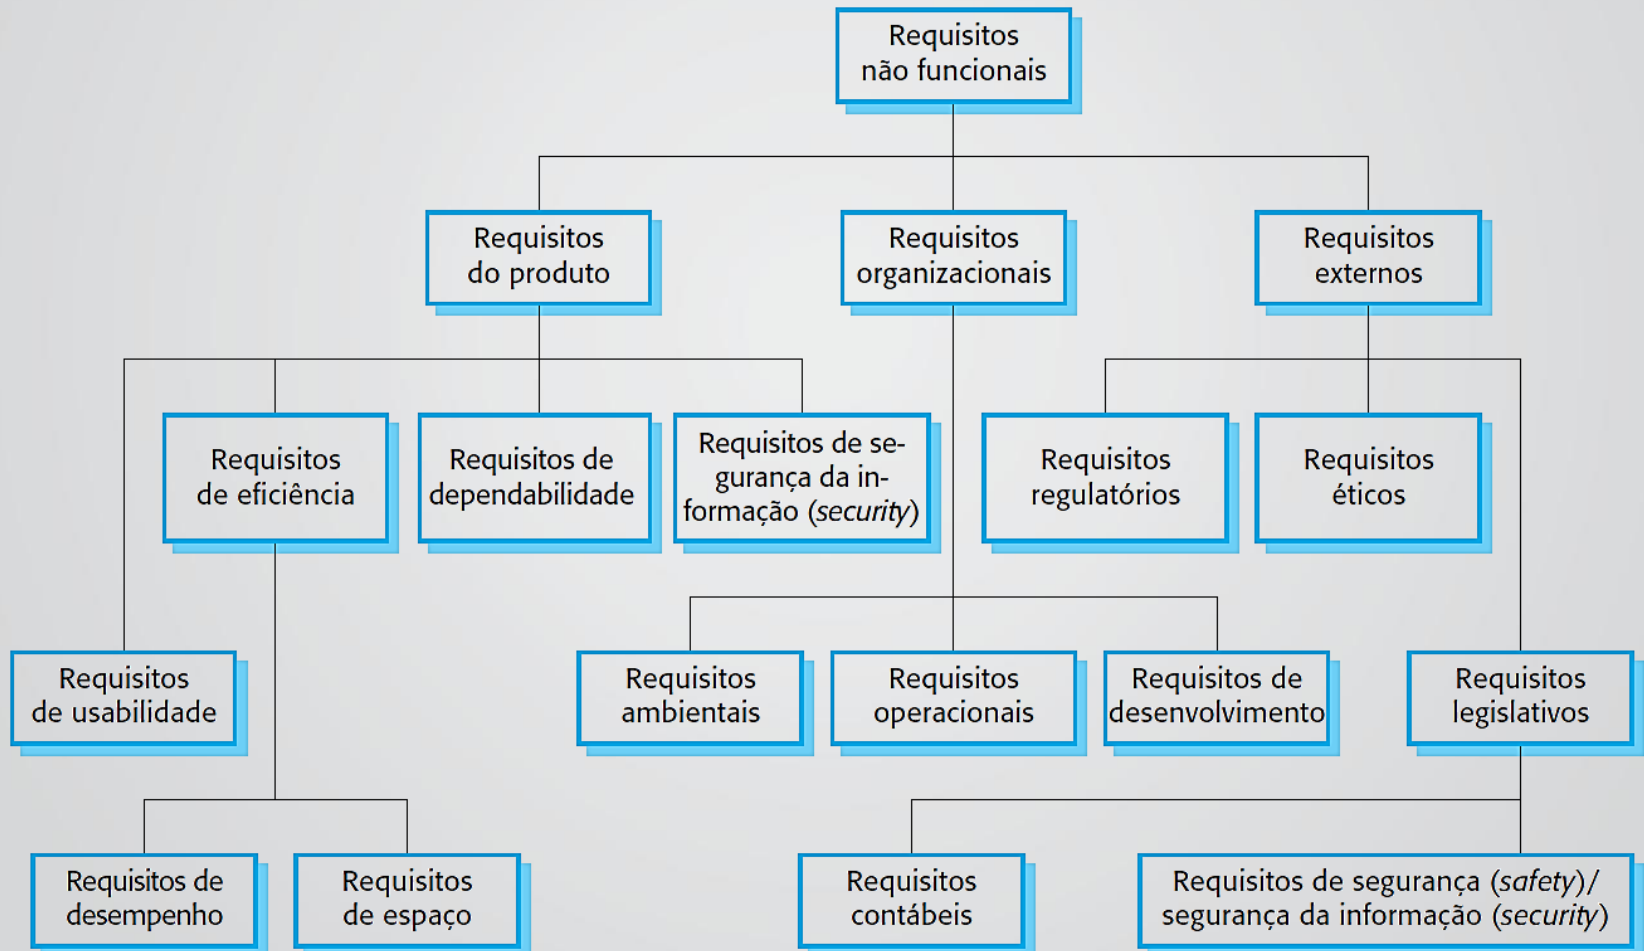 Requisitos
não funcionais
Requisitos
do produto
Requisitos
organizacionais
Requisitos
externos
Requisitos
de eficiência
Requisitos de
dependabilidade
Requisitos de se-
gurança da in-
formação (security)
Requisitos
regulatórios
Requisitos
éticos
Requisitos
de usabilidade
Requisitos
ambientais
Requisitos
operacionais
Requisitos de
desenvolvimento
Requisitos
legislativos
Requisitos de
desempenho
Requisitos
de espaço
Requisitos
contábeis
Requisitos de segurança (safety)/
segurança da informação (security)